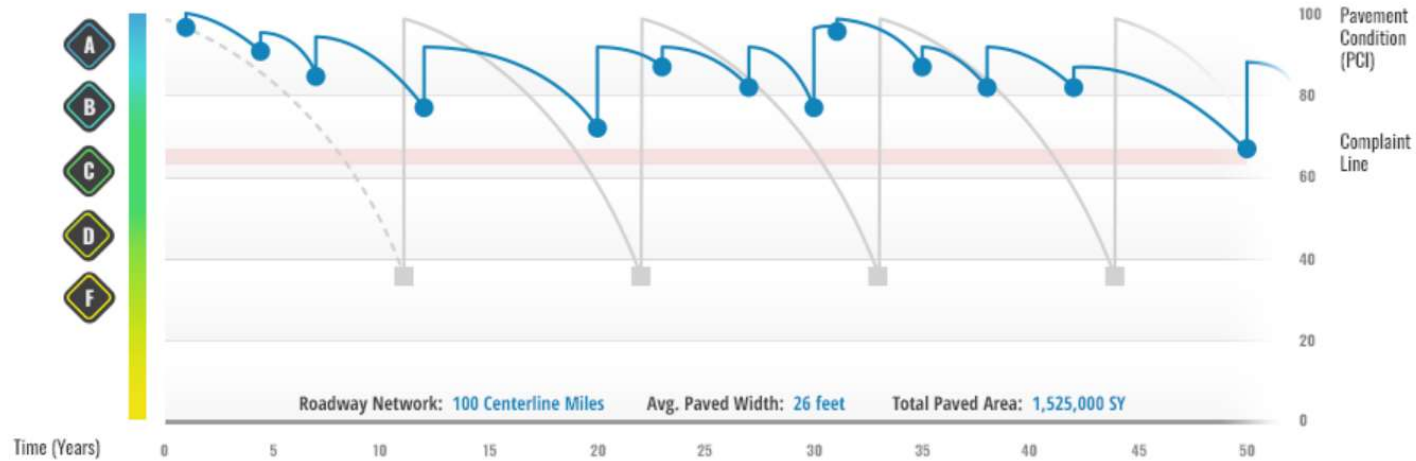 100 Pavement
Condition
(PCI)
A
80
B
Complaint
Line
C
60
D
40
F
20
Roadway Network: 100 Centerline Miles Avg. Paved Width: 26 feet Total Paved Area: 1,525,000 SY
0
Time (Years) 0 5 10 15 20 25 30 35 40 45 50